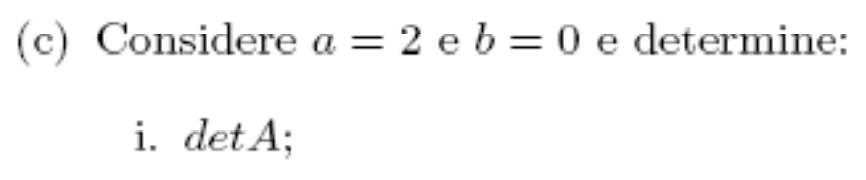 (c) Considere a = 2 e b = 0 e determine:
i. detA;